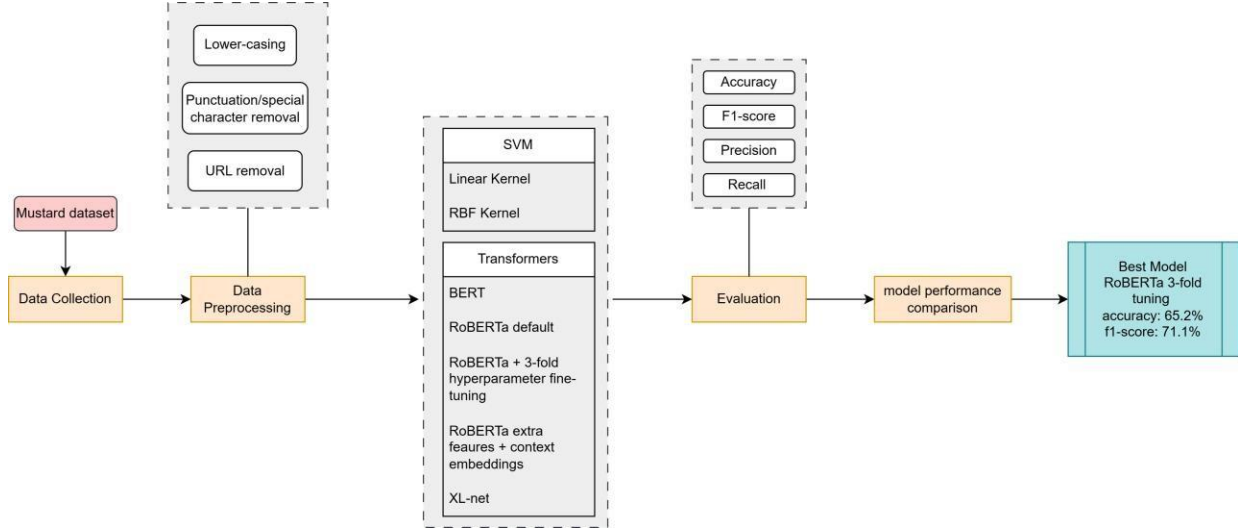 Lower-casing
Punctuation/special
character removal
URL removal
Mustard dataset
Data Collection
Data
Preprocessing
SVM
Linear Kernel
RBF Kernel
Transformers
BERT
RoBERTa default
RoBERTa + 3-fold
hyperparameter fine-
tuning
RoBERTa extra
feaures + context
embeddings
XL-net
Accuracy
F1-score
Precision
Recall
Evaluation
model performance
comparison
Best Model
RoBERTa 3-fold
tuning
accuracy: 65.2%
f1-score: 71.1%